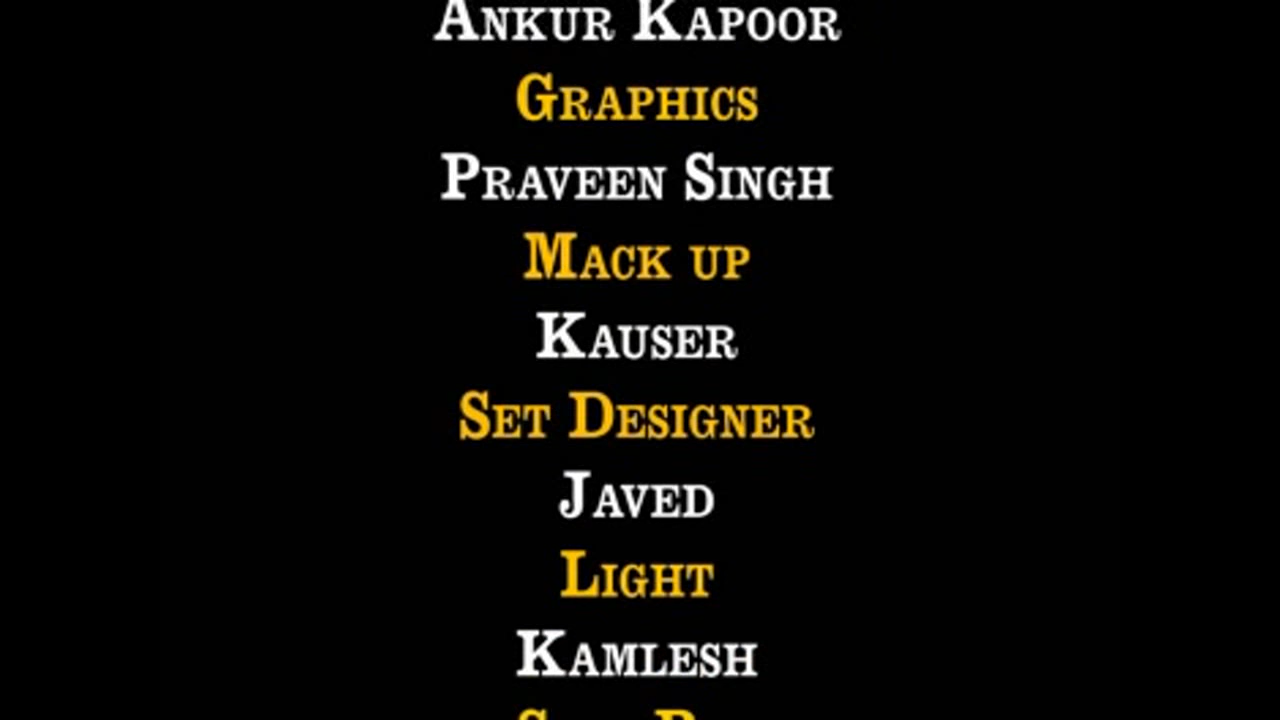 Ankur Kapoor
Graphics
Praveen Singh
Mack up
Kauser
Set Designer
Javed
Light
Kamlesh